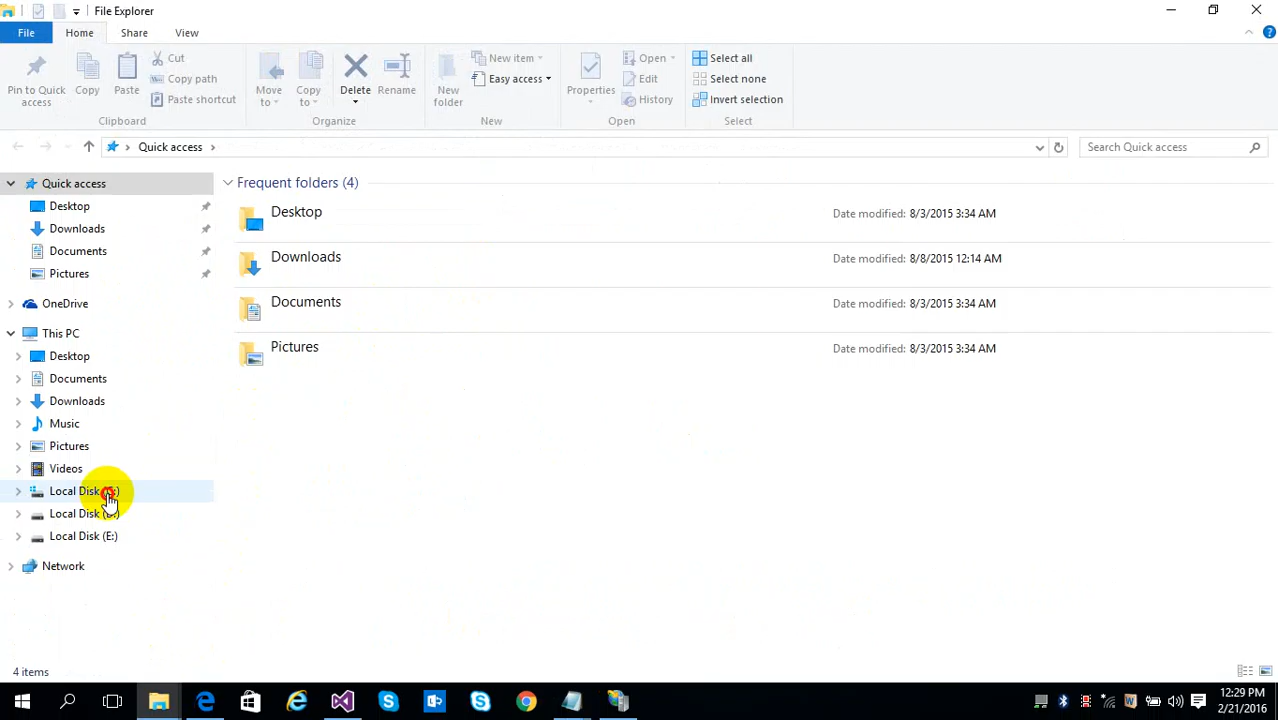 File Explorer
File Home Share View
Pin to Quick access
Copy
Paste
Cut
Copy path
Paste shortcut
Clipboard
Move to
Copy to
Delete
Rename
Organize
New folder
New item
Easy access
New
Properties
Open
Edit
History
Open
Select all
Select none
Invert selection
Select
Quick access
Search Quick access
Quick access
Desktop
Downloads
Documents
Pictures
OneDrive
This PC
Desktop
Documents
Downloads
Music
Pictures
Videos
Local Disk
Local Disk
Local Disk (E:)
Network
Frequent folders (4)
Desktop Date modified: 8/3/2015 3:34 AM
Downloads Date modified: 8/8/2015 12:14 AM
Documents Date modified: 8/3/2015 3:34 AM
Pictures Date modified: 8/3/2015 3:34 AM
4 items
12:29 PM
2/21/2016